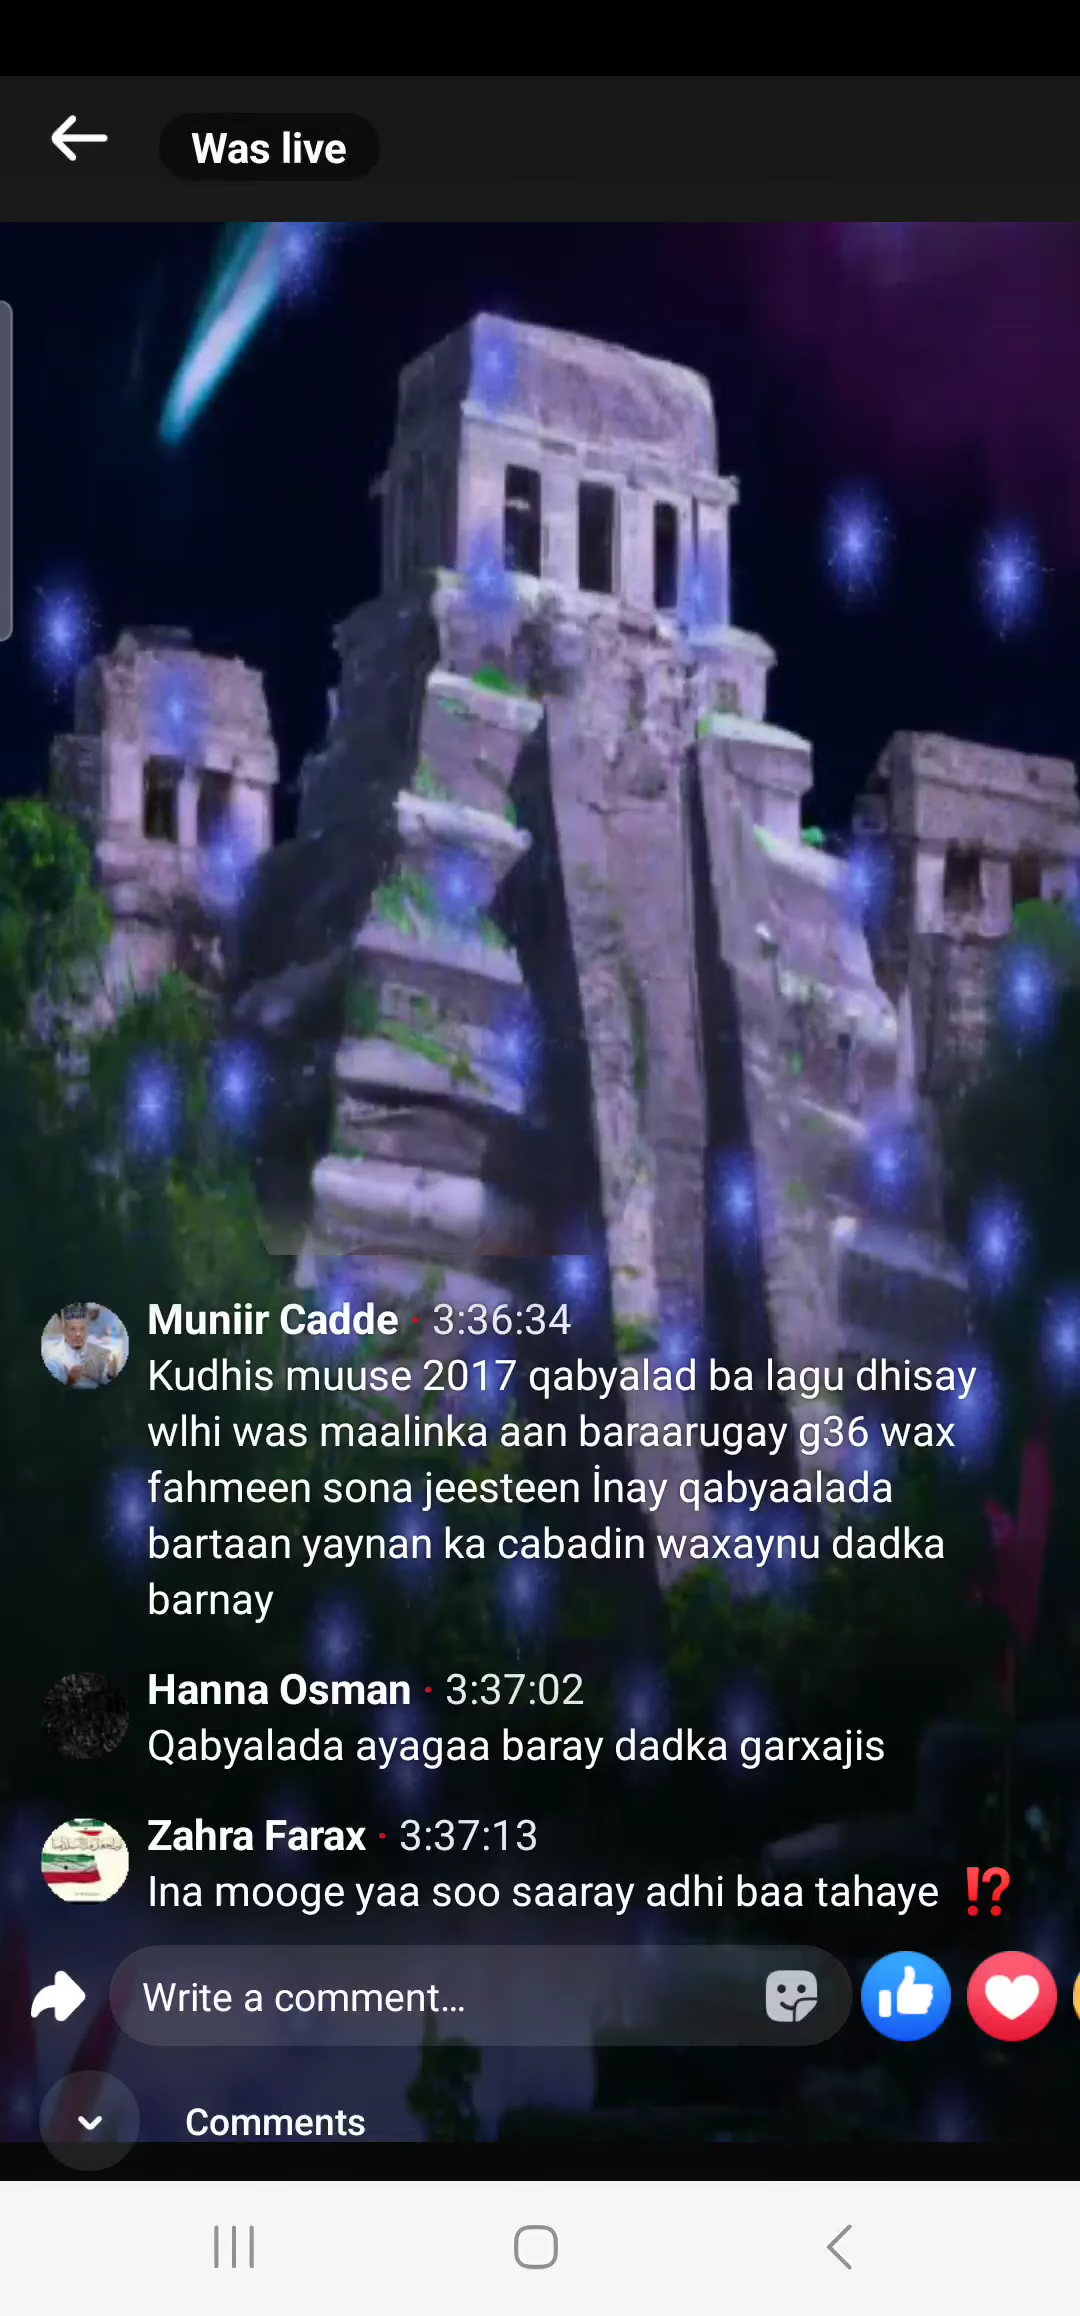 Was live
Muniir Cadde · 3:36:34
Kudhis muuse 2017 qabyalad ba lagu dhisay
wlhi was maalinka aan baraarugay g36 wax
fahmeen sona jeesteen İnay qabyaalada
bartaan yaynan ka cabadin waxaynu dadka
barnay
Hanna Osman · 3:37:02
Qabyalada ayagaa baray dadka garxajis
Zahra Farax · 3:37:13
Ina mooge yaa soo saaray adhi baa tahaye ⁉️
Write a comment...
Comments